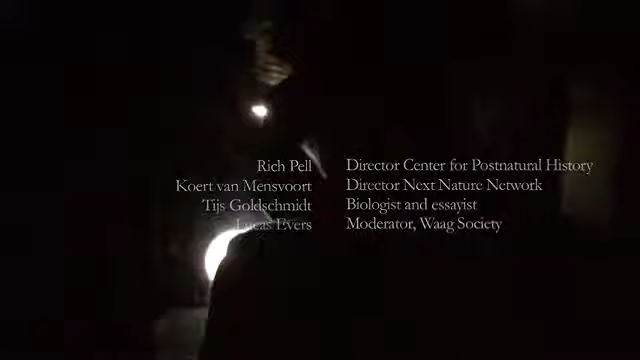 Rich Pell Director Center for Postnatural History
Koert van Mensvoort Director Next Nature Network
Tijs Goldschmidt Biologist and essayist
Lucas Evers Moderator, Waag Society